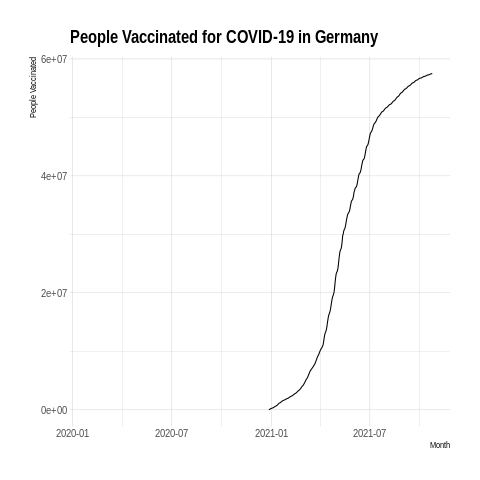 People Vaccinated for COVID-19 in Germany
People Vaccinated
6e+07
4e+07
2e+07
0e+00
2020-01
2020-07
2021-01
2021-07
Month